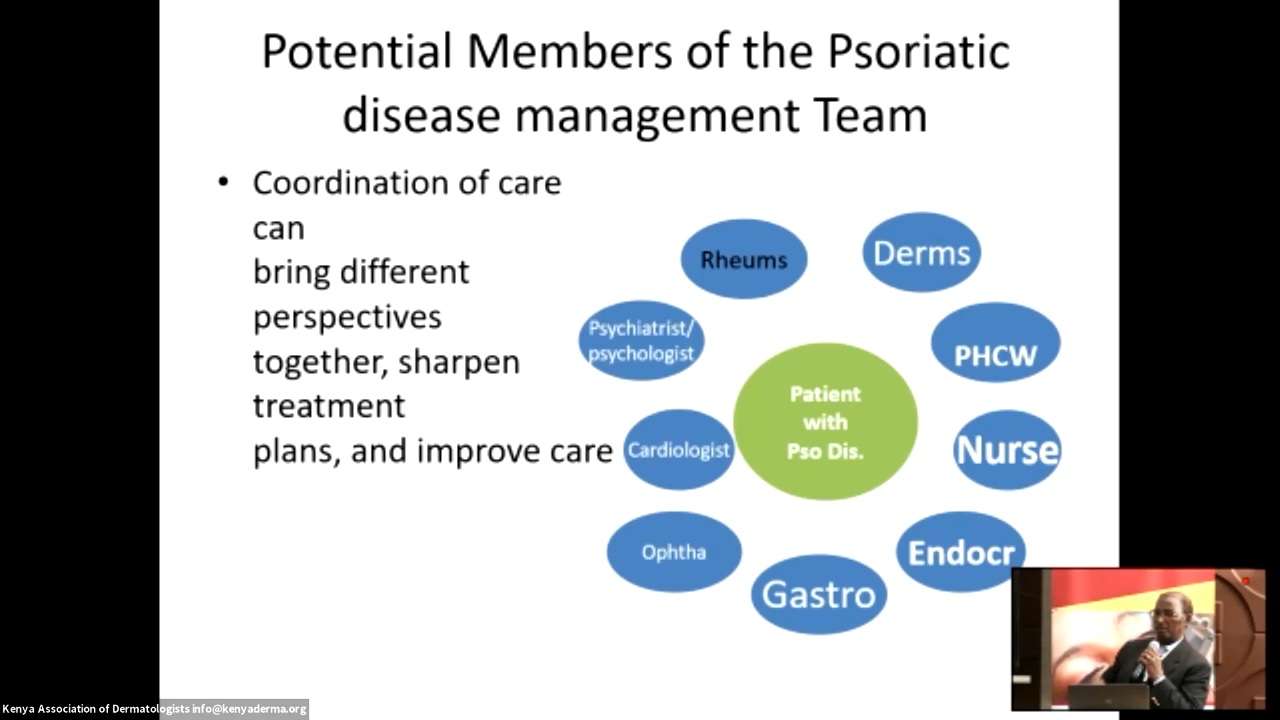 Potential Members of the Psoriatic
disease management Team
• Coordination of care
can
bring different
perspectives
together, sharpen
treatment
plans, and improve care
Rheums
Derms
Psychiatrist/
psychologist
PHCW
Patient
with
Pso Dis.
Cardiologist
Nurse
Ophtha
Endocr
Gastro
Kenya Association of Dermatologists info@kenyaderma.org